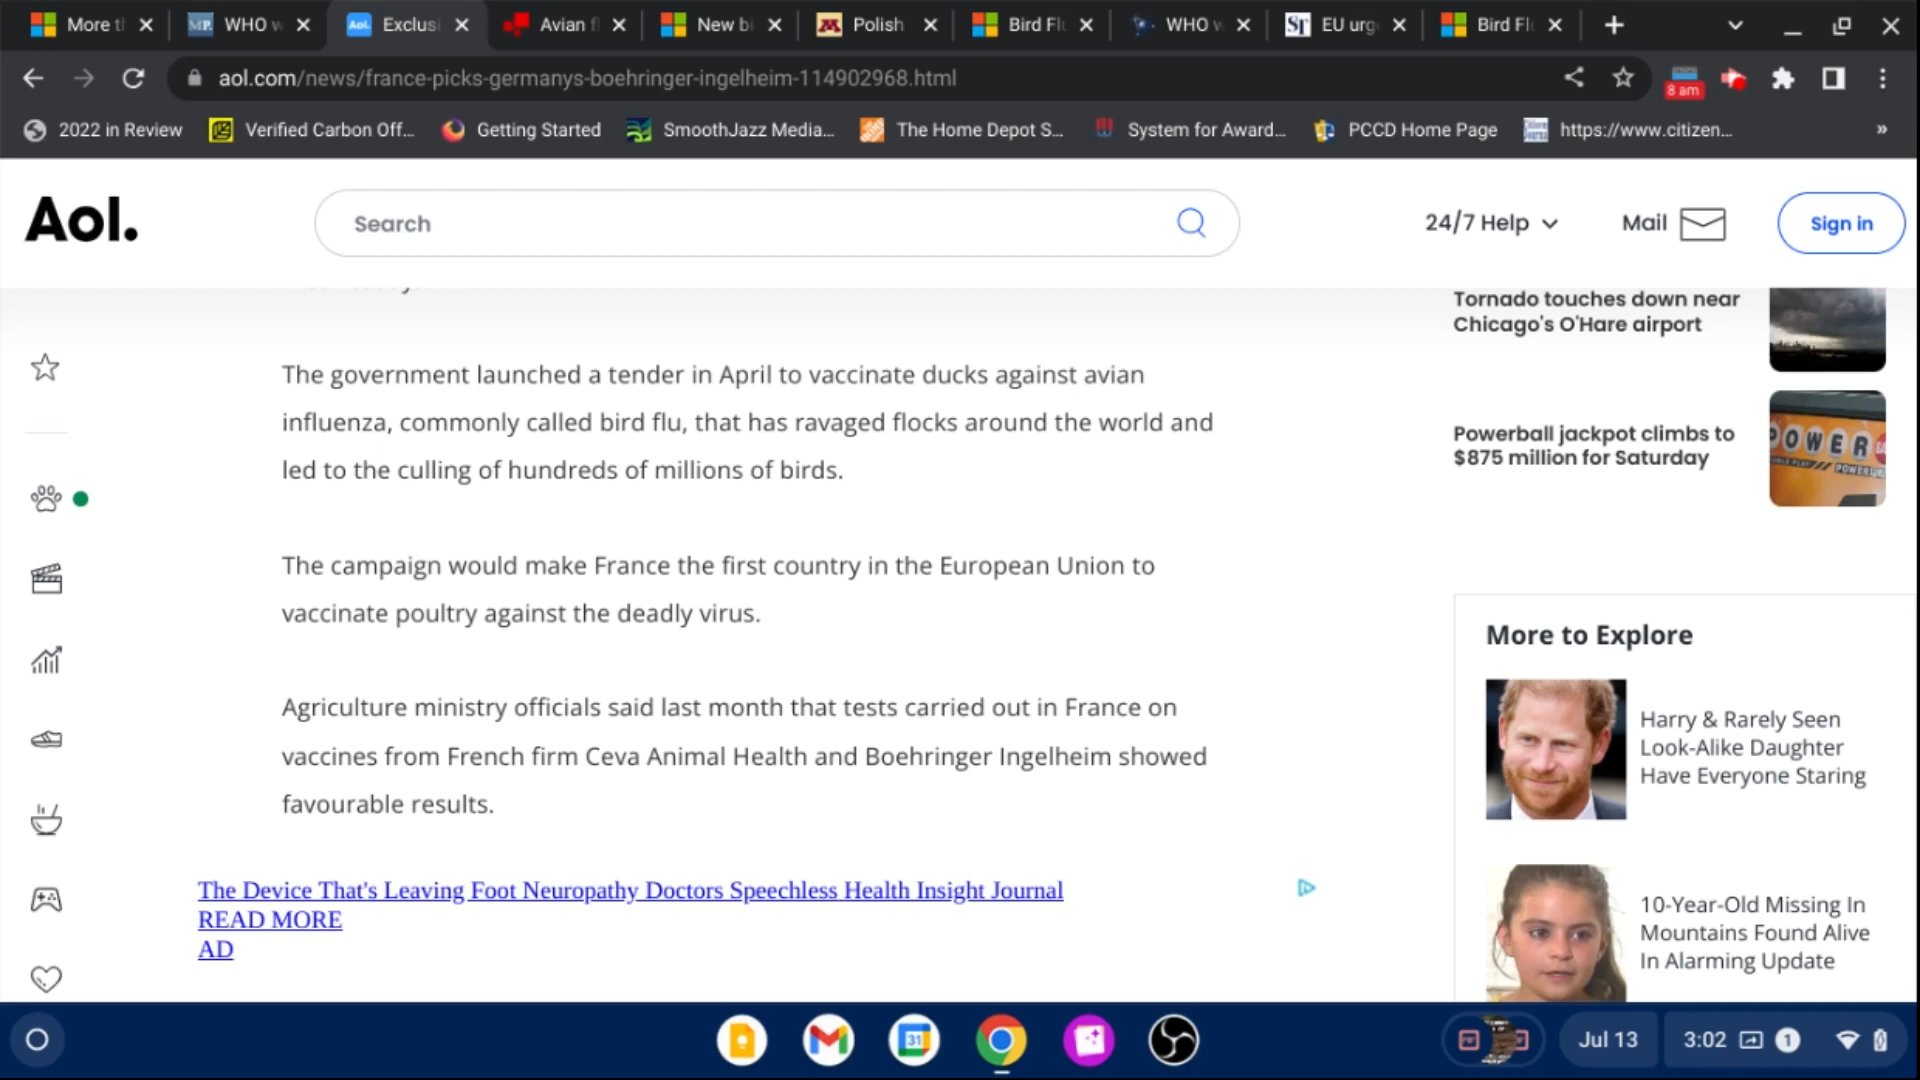 More t
WHO w
Exclusi
Avian f
New bi
Polish
Bird Flu
WHO w
EU urg
Bird Flu
aol.com/news/france-picks-germanys-boehringer-ingelheim-114902968.html
8 am
2022 in Review
Verified Carbon Off...
Getting Started
SmoothJazz Media...
The Home Depot S...
System for Award...
PCCD Home Page
https://www.citizen...
»
Aol.
Search
24/7 Help
Mail
Sign in
Tornado touches down near
Chicago's O'Hare airport
The government launched a tender in April to vaccinate ducks against avian
influenza, commonly called bird flu, that has ravaged flocks around the world and
led to the culling of hundreds of millions of birds.
Powerball jackpot climbs to
$875 million for Saturday
POWER
The campaign would make France the first country in the European Union to
vaccinate poultry against the deadly virus.
More to Explore
Agriculture ministry officials said last month that tests carried out in France on
vaccines from French firm Ceva Animal Health and Boehringer Ingelheim showed
favourable results.
Harry & Rarely Seen
Look-Alike Daughter
Have Everyone Staring
The Device That's Leaving Foot Neuropathy Doctors Speechless Health Insight Journal
READ MORE
AD
10-Year-Old Missing In
Mountains Found Alive
In Alarming Update
31
Jul 13
3:02
1